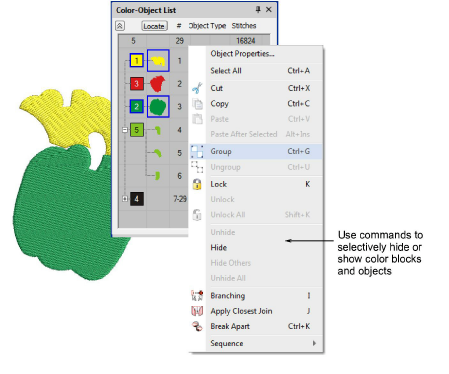 Color-Object List
Locate # Object Type Stitches
5 29 16824
1 1
3 2
2 3
5 4
5
6
4 7-29
Object Properties...
Select All Ctrl+A
Cut Ctrl+X
Copy Ctrl+C
Paste Ctrl+V
Paste After Selected Alt+Ins
Group Ctrl+G
Ungroup Ctrl+U
Lock K
Unlock
Unlock All Shift+K
Unhide
Hide
Hide Others
Unhide All
Branching I
Apply Closest Join J
Break Apart Ctrl+K
Sequence
Use commands to
selectively hide or
show color blocks
and objects